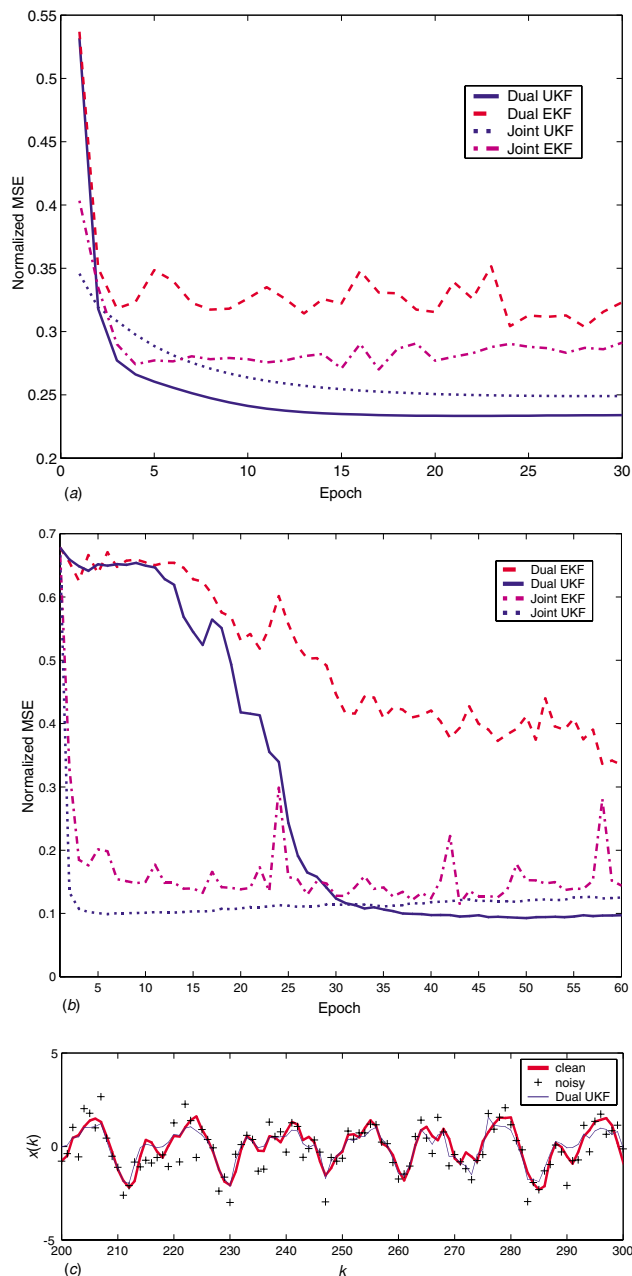 0.55
0.5
0.45
0.4
0.35
0.3
0.25
0.2
Normalized MSE
Dual UKF
Dual EKF
Joint UKF
Joint EKF
0 5 10 15 20 25 30
(a) Epoch
0.7
0.6
0.5
0.4
0.3
0.2
0.1
0
Normalized MSE
Dual EKF
Dual UKF
Joint EKF
Joint UKF
5 10 15 20 25 30 35 40 45 50 55 60
(b) Epoch
5
0
-5
x(k)
clean
noisy
Dual UKF
200 210 220 230 240 250 260 270 280 290 300
(c) k